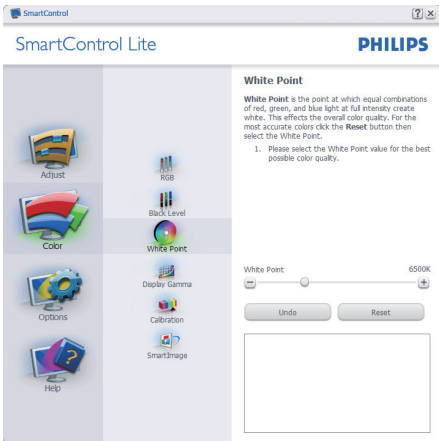 SmartControl
SmartControl Lite
PHILIPS
Adjust
Color
Options
Help
RGB
Black Level
White Point
Display Gamma
Calibration
SmartImage
White Point
White Point is the point at which equal combinations
of red, green, and blue light at full intensity create
white. This effects the overall color quality. For the
most accurate colors click the Reset button then
select the White Point.
1. Please select the White Point value for the best
possible color quality.
White Point 6500K
Undo Reset